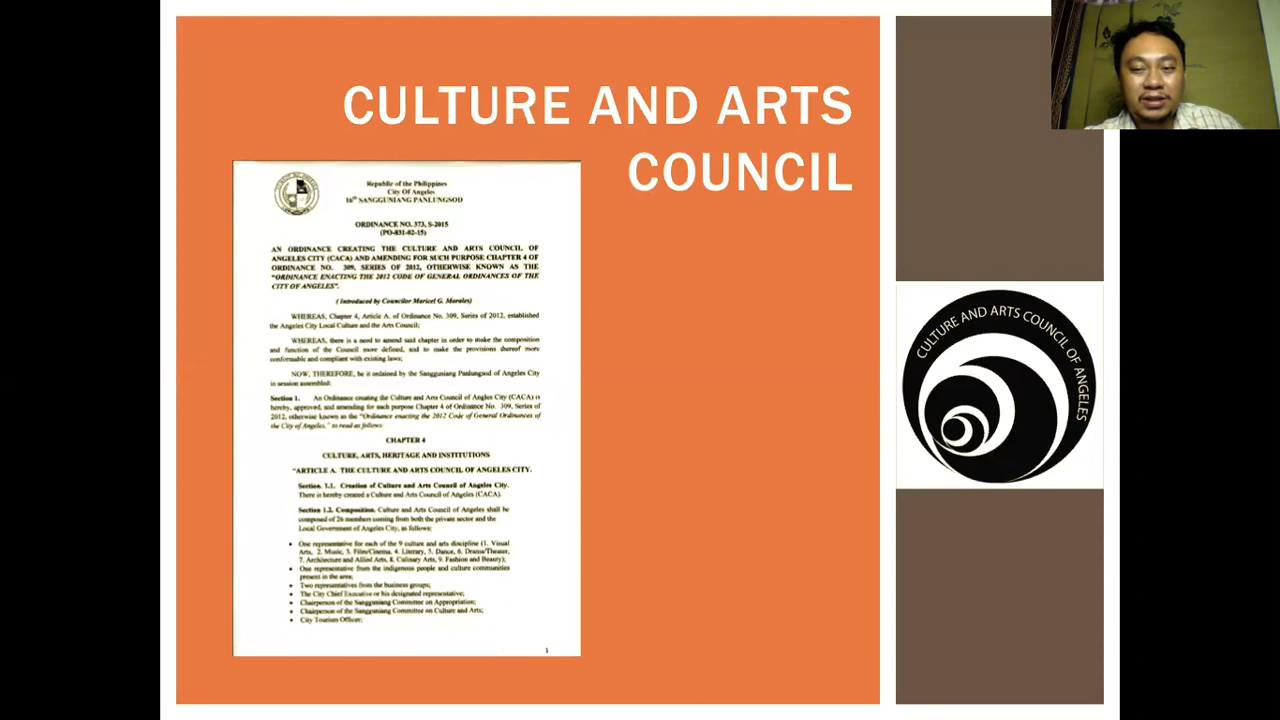 CULTURE AND ARTS
COUNCIL
Republic of the Philippines
City Of Angeles
16th SANGGUNIANG PANLUNGSOD
ORDINANCE NO. 373, S-2015
(PO-831-02-15)
AN ORDINANCE CREATING THE CULTURE AND ARTS COUNCIL OF
ANGELES CITY (CACA) AND AMENDING FOR SUCH PURPOSE CHAPTER 4 OF
ORDINANCE NO. 309, SERIES OF 2012, OTHERWISE KNOWN AS THE
"ORDINANCE ENACTING THE 2012 CODE OF GENERAL ORDINANCES OF THE
CITY OF ANGELES".
( Introduced by Councilor Maricel G. Morales)
WHEREAS, Chapter 4, Article A. of Ordinance No. 309, Series of 2012, established
the Angeles City Local Culture and the Arts Council;
WHEREAS, there is a need to amend said chapter in order to make the composition
and function of the Council more defined, and to make the provisions thereof more
conformable and compliant with existing laws;
NOW, THEREFORE, be it ordained by the Sangguniang Panlungsod of Angeles City
in session assembled:
Section 1. An Ordinance creating the Culture and Arts Council of Angles City (CACA) is
hereby, approved, and amending for such purpose Chapter 4 of Ordinance No. 309, Series of
2012, otherwise known as the "Ordinance enacting the 2012 Code of General Ordinances of
the City of Angeles," to read as follows:
CHAPTER 4
CULTURE, ARTS, HERITAGE AND INSTITUTIONS
"ARTICLE A. THE CULTURE AND ARTS COUNCIL OF ANGELES CITY.
Section. 1.1. Creation of Culture and Arts Council of Angeles City.
There is hereby created a Culture and Arts Council of Angeles (CACA).
Section 1.2. Composition. Culture and Arts Council of Angeles shall be
composed of 26 members coming from both the private sector and the
Local Government of Angeles City, as follows:
• One representative for each of the 9 culture and arts discipline (1. Visual
Arts, 2. Music, 3. Film/Cinema, 4. Literary, 5. Dance, 6. Drama/Theater,
7. Architecture and Allied Arts, 8. Culinary Arts, 9. Fashion and Beauty);
• One representative from the indigenous people and culture communities
present in the area;
• Two representatives from the business groups;
• The City Chief Executive or his designated representative;
• Chairperson of the Sanggunian Committee on Appropriation;
• Chairperson of the Sanggunian Committee on Culture and Arts;
• City Tourism Officer;
1
CULTURE AND ARTS COUNCIL OF ANGELES